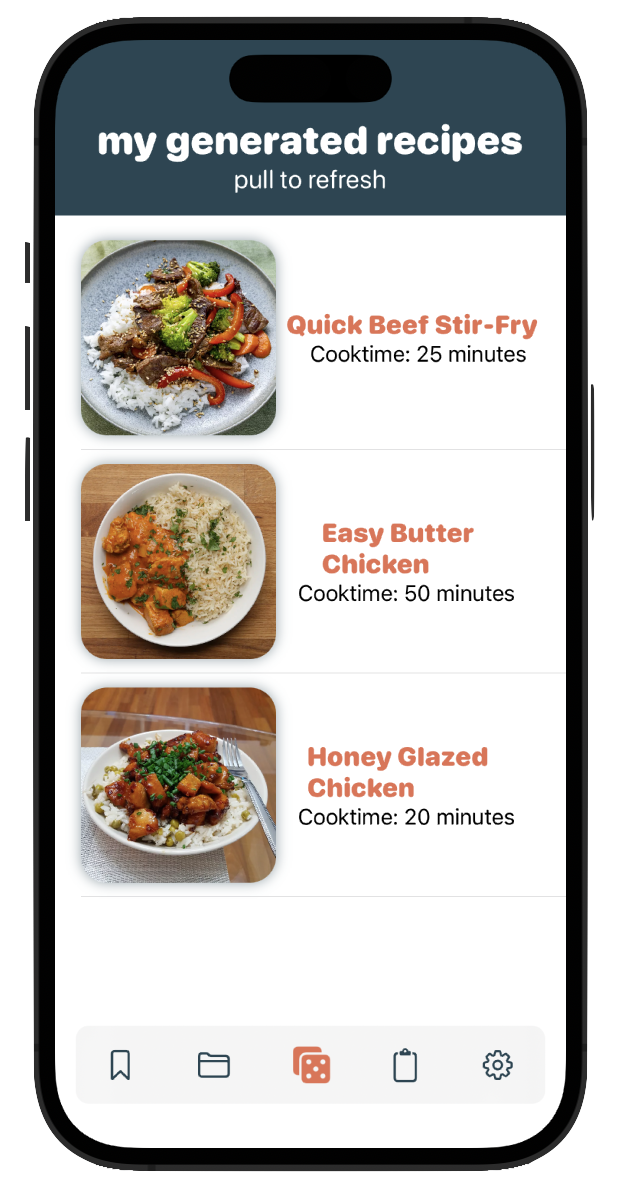 my generated recipes
pull to refresh
Quick Beef Stir-Fry
Cooktime: 25 minutes
Easy Butter
Chicken
Cooktime: 50 minutes
Honey Glazed
Chicken
Cooktime: 20 minutes